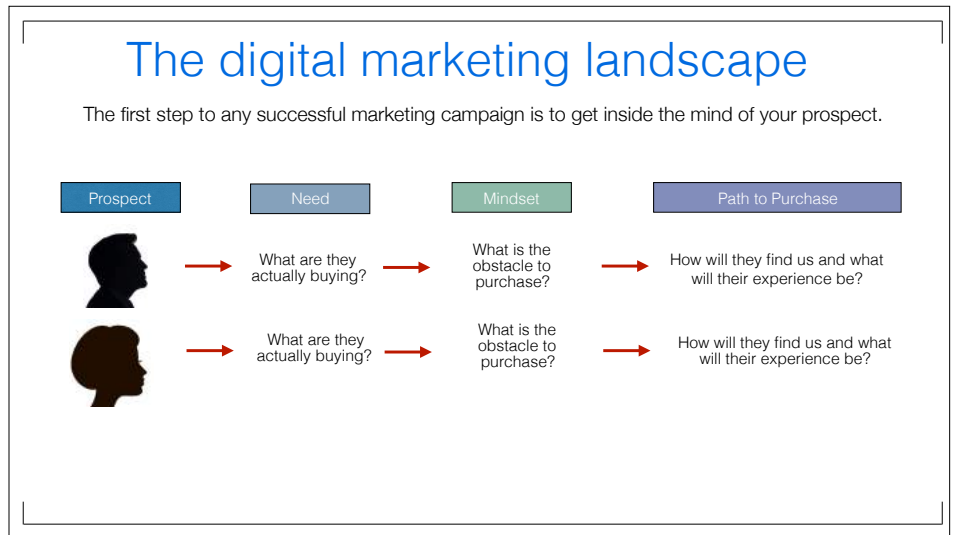 The digital marketing landscape
The first step to any successful marketing campaign is to get inside the mind of your prospect.
Prospect
Need
Mindset
Path to Purchase
What are they
actually buying?
What is the
obstacle to
purchase?
How will they find us and what
will their experience be?
What are they
actually buying?
What is the
obstacle to
purchase?
How will they find us and what
will their experience be?